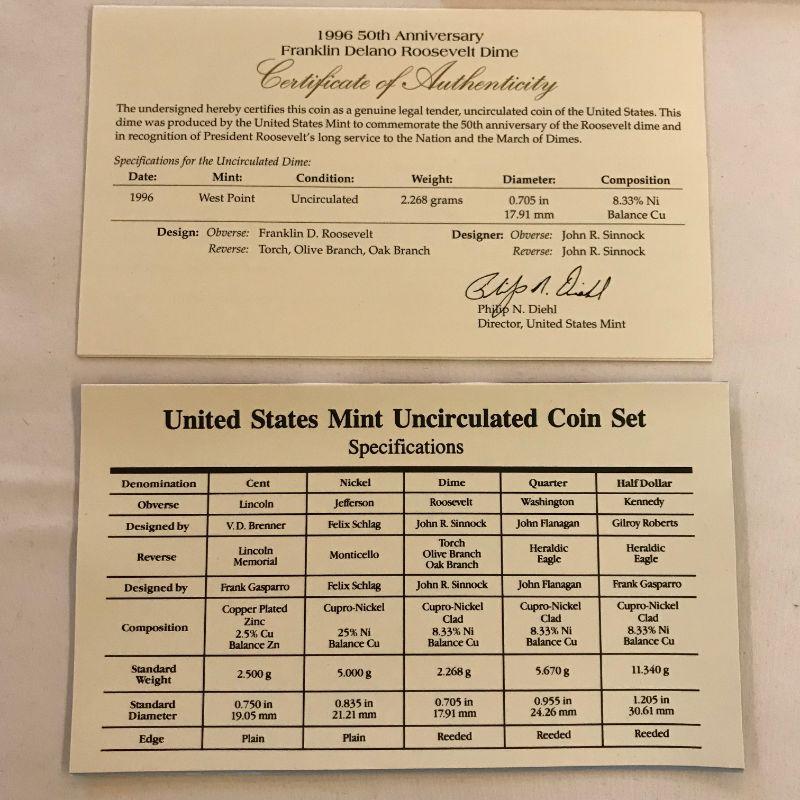 1996 50th Anniversary
Franklin Delano Roosevelt Dime
Certificate of Authenticity
The undersigned hereby certifies this coin as a genuine legal tender, uncirculated coin of the United States. This
dime was produced by the United States Mint to commemorate the 50th anniversary of the Roosevelt dime and
in recognition of President Roosevelt's long service to the Nation and the March of Dimes.
Specifications for the Uncirculated Dime:
Date: Mint: Condition: Weight: Diameter: Composition
1996 West Point Uncirculated 2.268 grams 0.705 in 8.33% Ni
17.91 mm Balance Cu
Design: Obverse: Franklin D. Roosevelt Designer: Obverse: John R. Sinnock
Reverse: Torch, Olive Branch, Oak Branch Reverse: John R. Sinnock
Philip N. Diehl
Philip N. Diehl
Director, United States Mint
United States Mint Uncirculated Coin Set
Specifications
Denomination Cent Nickel Dime Quarter Half Dollar
Obverse Lincoln Jefferson Roosevelt Washington Kennedy
Designed by V.D. Brenner Felix Schlag John R. Sinnock John Flanagan Gilroy Roberts
Reverse Lincoln Memorial Monticello Torch Olive Branch Oak Branch Heraldic Eagle Heraldic Eagle
Designed by Frank Gasparro Felix Schlag John R. Sinnock John Flanagan Frank Gasparro
Composition Copper Plated Zinc 2.5% Cu Balance Zn Cupro-Nickel 25% Ni Balance Cu Cupro-Nickel Clad 8.33% Ni Balance Cu Cupro-Nickel Clad 8.33% Ni Balance Cu Cupro-Nickel Clad 8.33% Ni Balance Cu
Standard Weight 2.500 g 5.000 g 2.268 g 5.670 g 11.340 g
Standard Diameter 0.750 in 19.05 mm 0.835 in 21.21 mm 0.705 in 17.91 mm 0.955 in 24.26 mm 1.205 in 30.61 mm
Edge Plain Plain Reeded Reeded Reeded